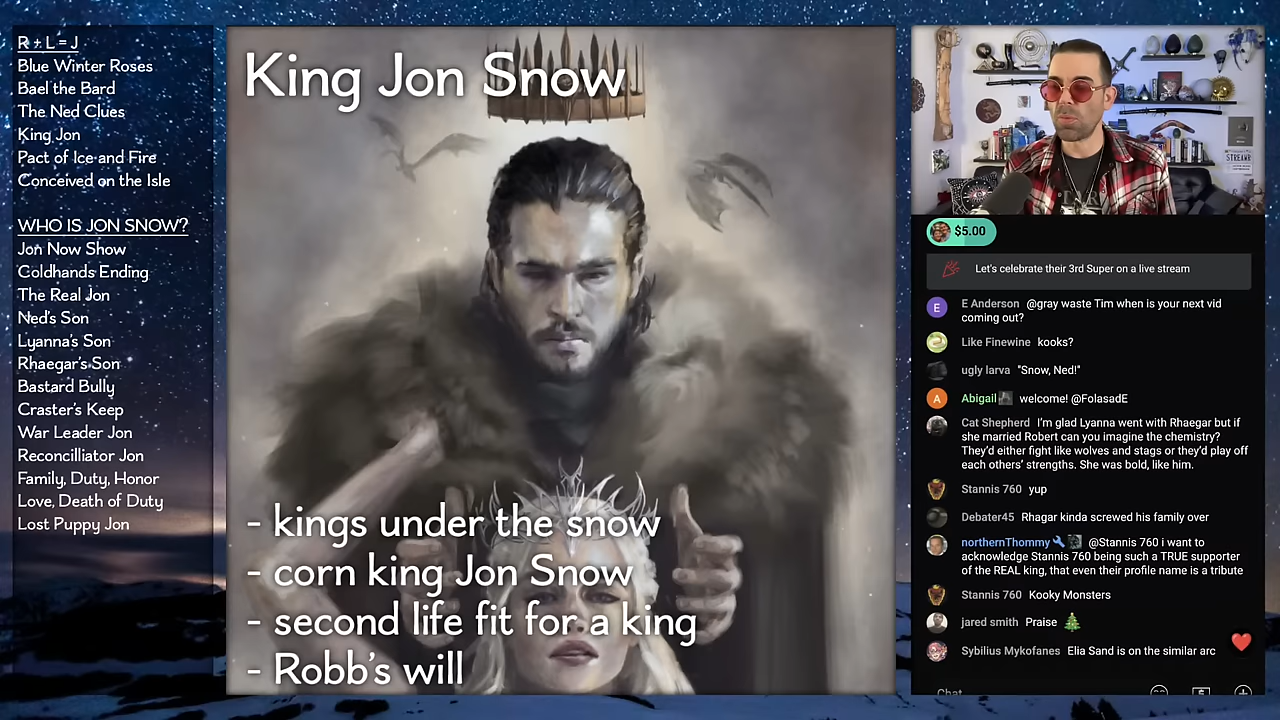 R + L = J
Blue Winter Roses
Bael the Bard
The Ned Clues
King Jon
Pact of Ice and Fire
Conceived on the Isle
WHO IS JON SNOW?
Jon Now Show
Coldhands Ending
The Real Jon
Ned's Son
Lyanna's Son
Rhaegar's Son
Bastard Bully
Craster's Keep
War Leader Jon
Reconcilliator Jon
Family, Duty, Honor
Love, Death of Duty
Lost Puppy Jon
King Jon Snow
- kings under the snow
- corn king Jon Snow
- second life fit for a king
- Robb's will
STREAMR
$5.00
Let's celebrate their 3rd Super on a live stream
E Anderson @gray waste Tim when is your next vid
coming out?
Like Finewine kooks?
ugly larva "Snow, Ned!"
Abigail welcome! @FolasadE
Cat Shepherd I'm glad Lyanna went with Rhaegar but if
she married Robert can you imagine the chemistry?
They'd either fight like wolves and stags or they'd play off
each others' strengths. She was bold, like him.
Stannis 760 yup
Debater45 Rhagar kinda screwed his family over
northernThommy @Stannis 760 i want to
acknowledge Stannis 760 being such a TRUE supporter
of the REAL king, that even their profile name is a tribute
Stannis 760 Kooky Monsters
jared smith Praise
Sybilius Mykofanes Elia Sand is on the similar arc
Chat